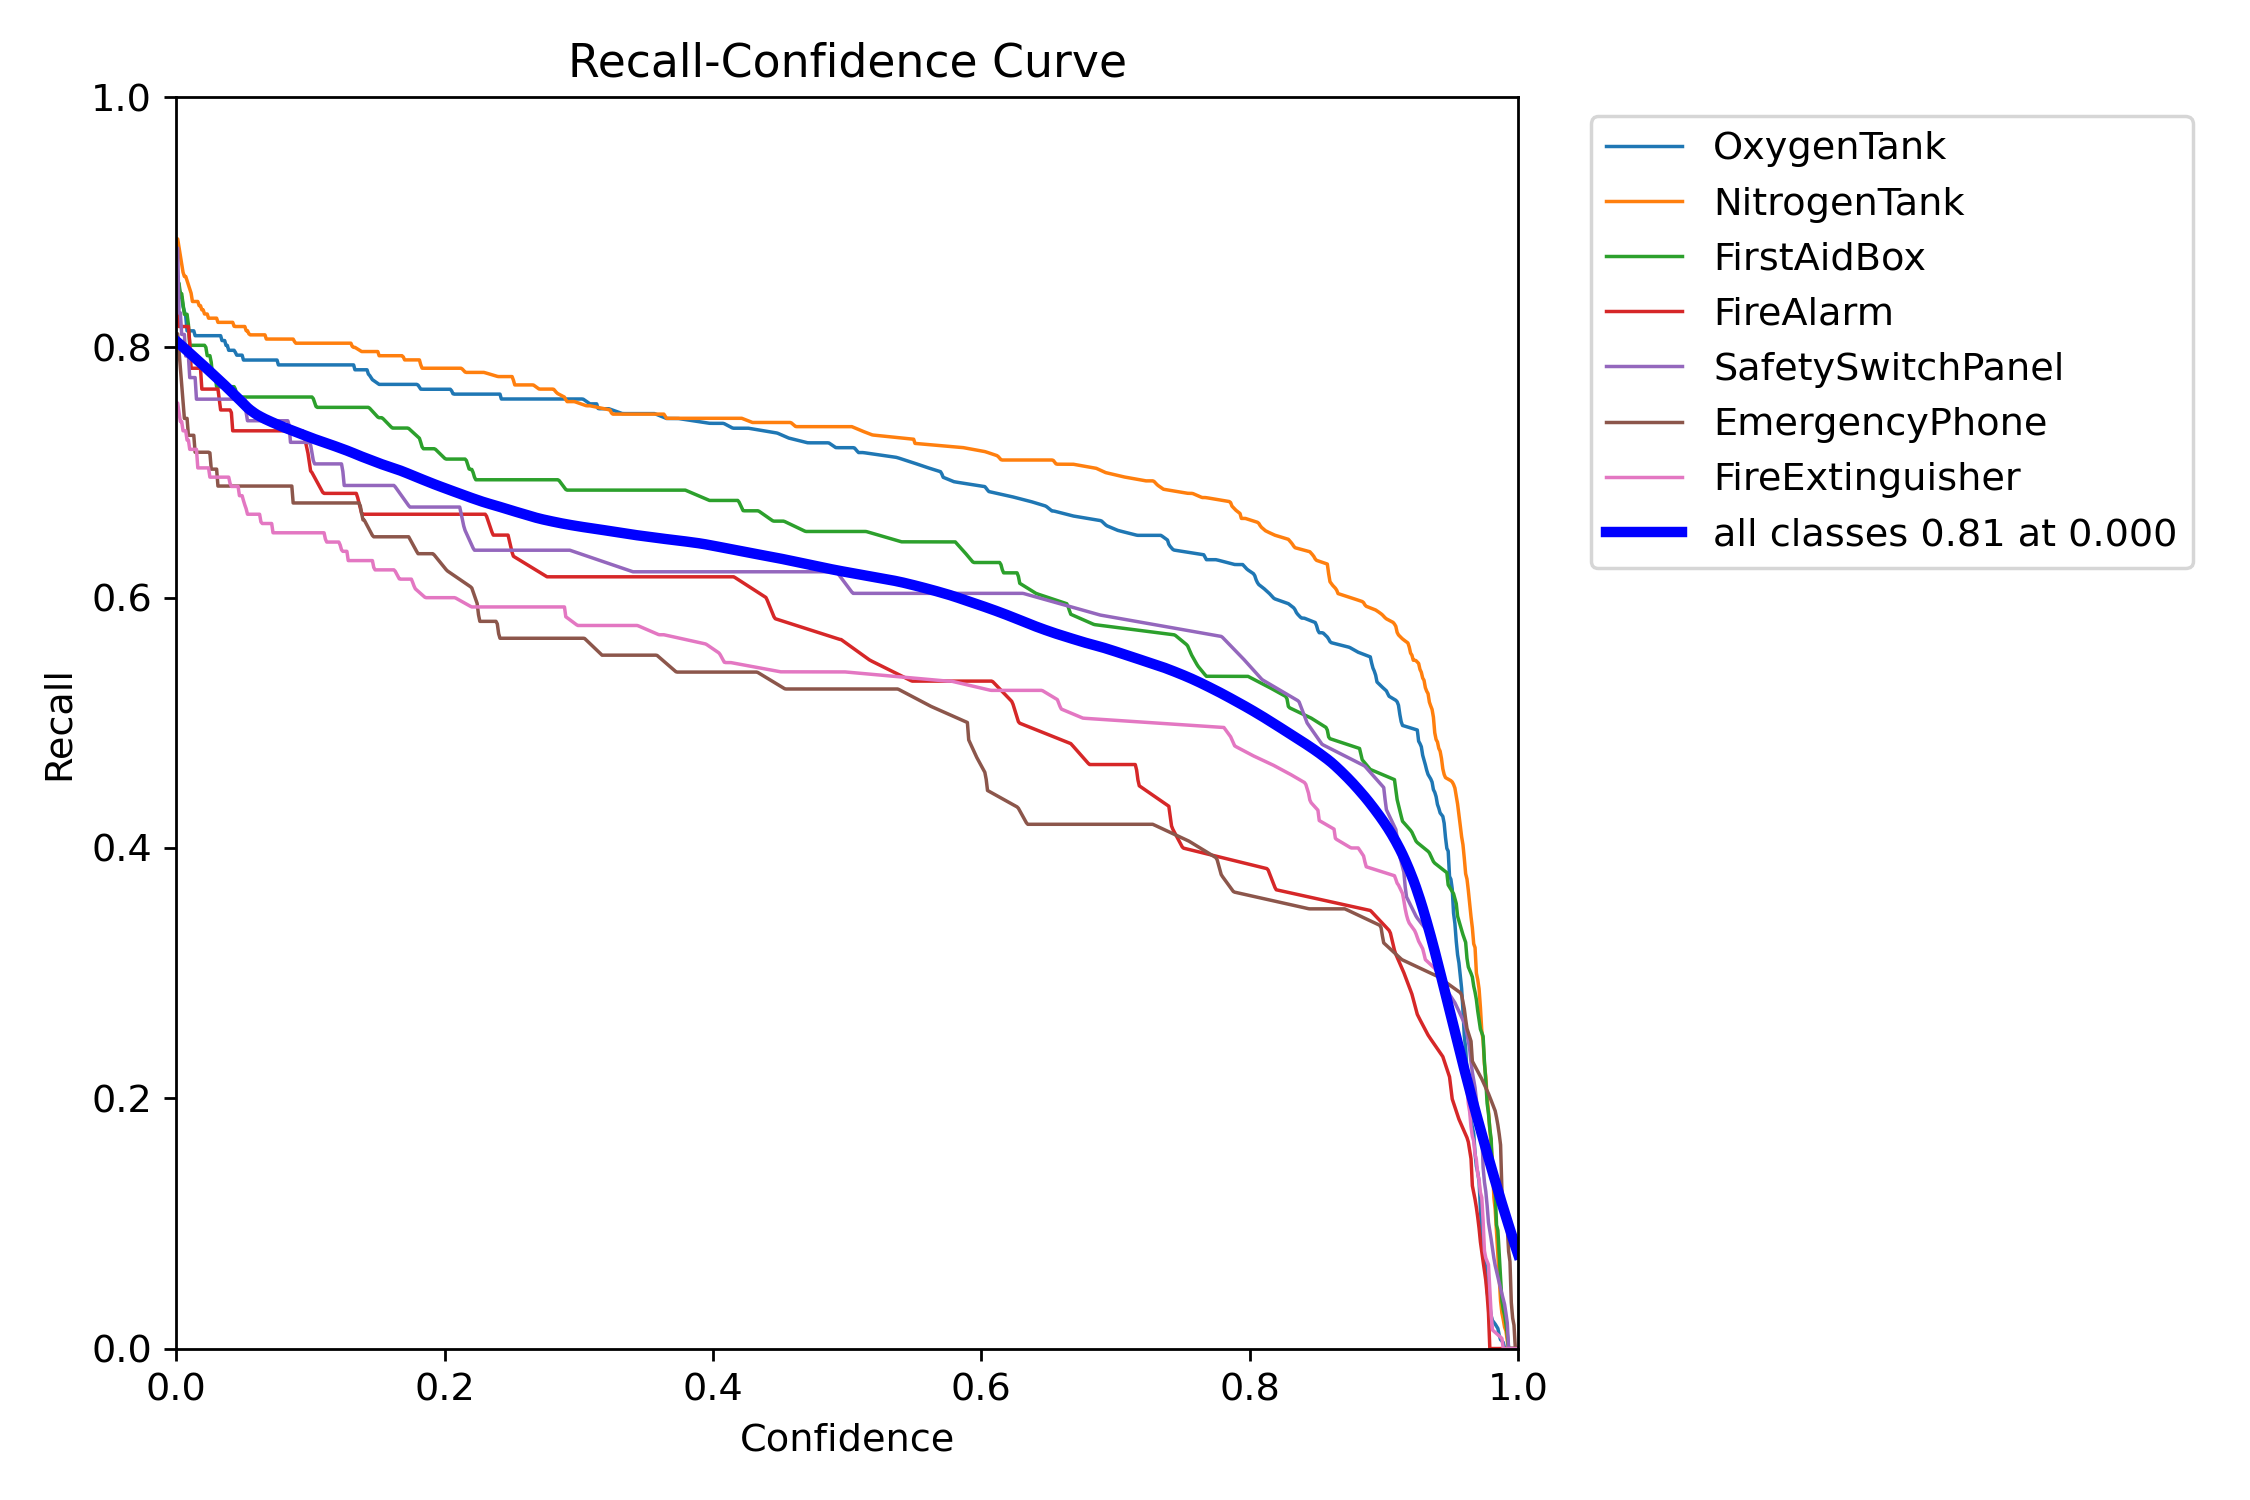 Recall-Confidence Curve
1.0
0.8
0.6
0.4
0.2
0.0
Recall
0.0 0.2 0.4 0.6 0.8 1.0
Confidence
OxygenTank
NitrogenTank
FirstAidBox
FireAlarm
SafetySwitchPanel
EmergencyPhone
FireExtinguisher
all classes 0.81 at 0.000